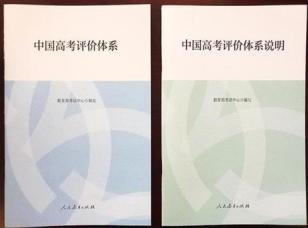 中国高考评价体系
教育部考试中心制定
人民教育出版社
中国高考评价体系说明
教育部考试中心编写
人民教育出版社